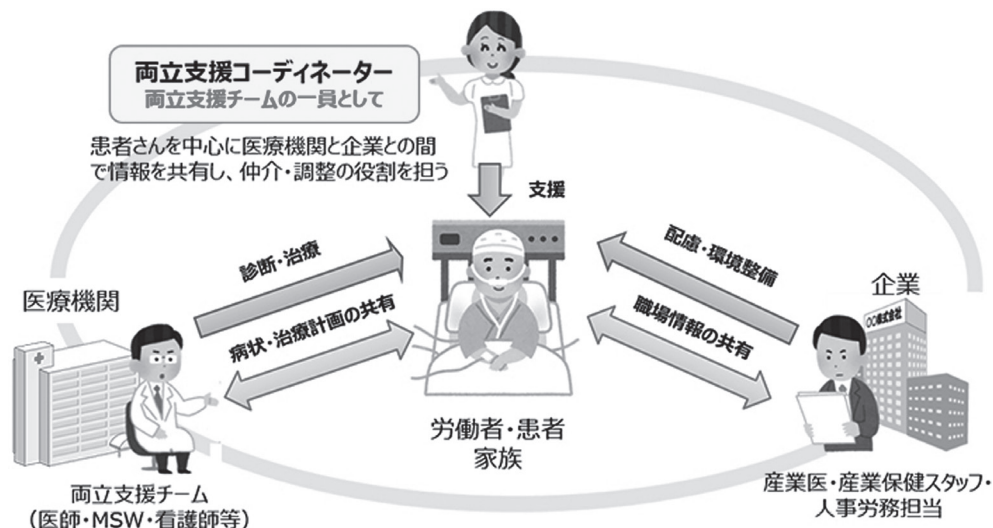 両立支援コーディネーター
両立支援チームの一員として
患者さんを中心に医療機関と企業との間
で情報を共有し、仲介・調整の役割を担う
支援
診断・治療
配慮・環境整備
医療機関
企業
〇〇株式会社
病状・治療計画の共有
職場情報の共有
労働者・患者
家族
両立支援チーム
（医師・MSW・看護師等）
産業医・産業保健スタッフ・
人事労務担当